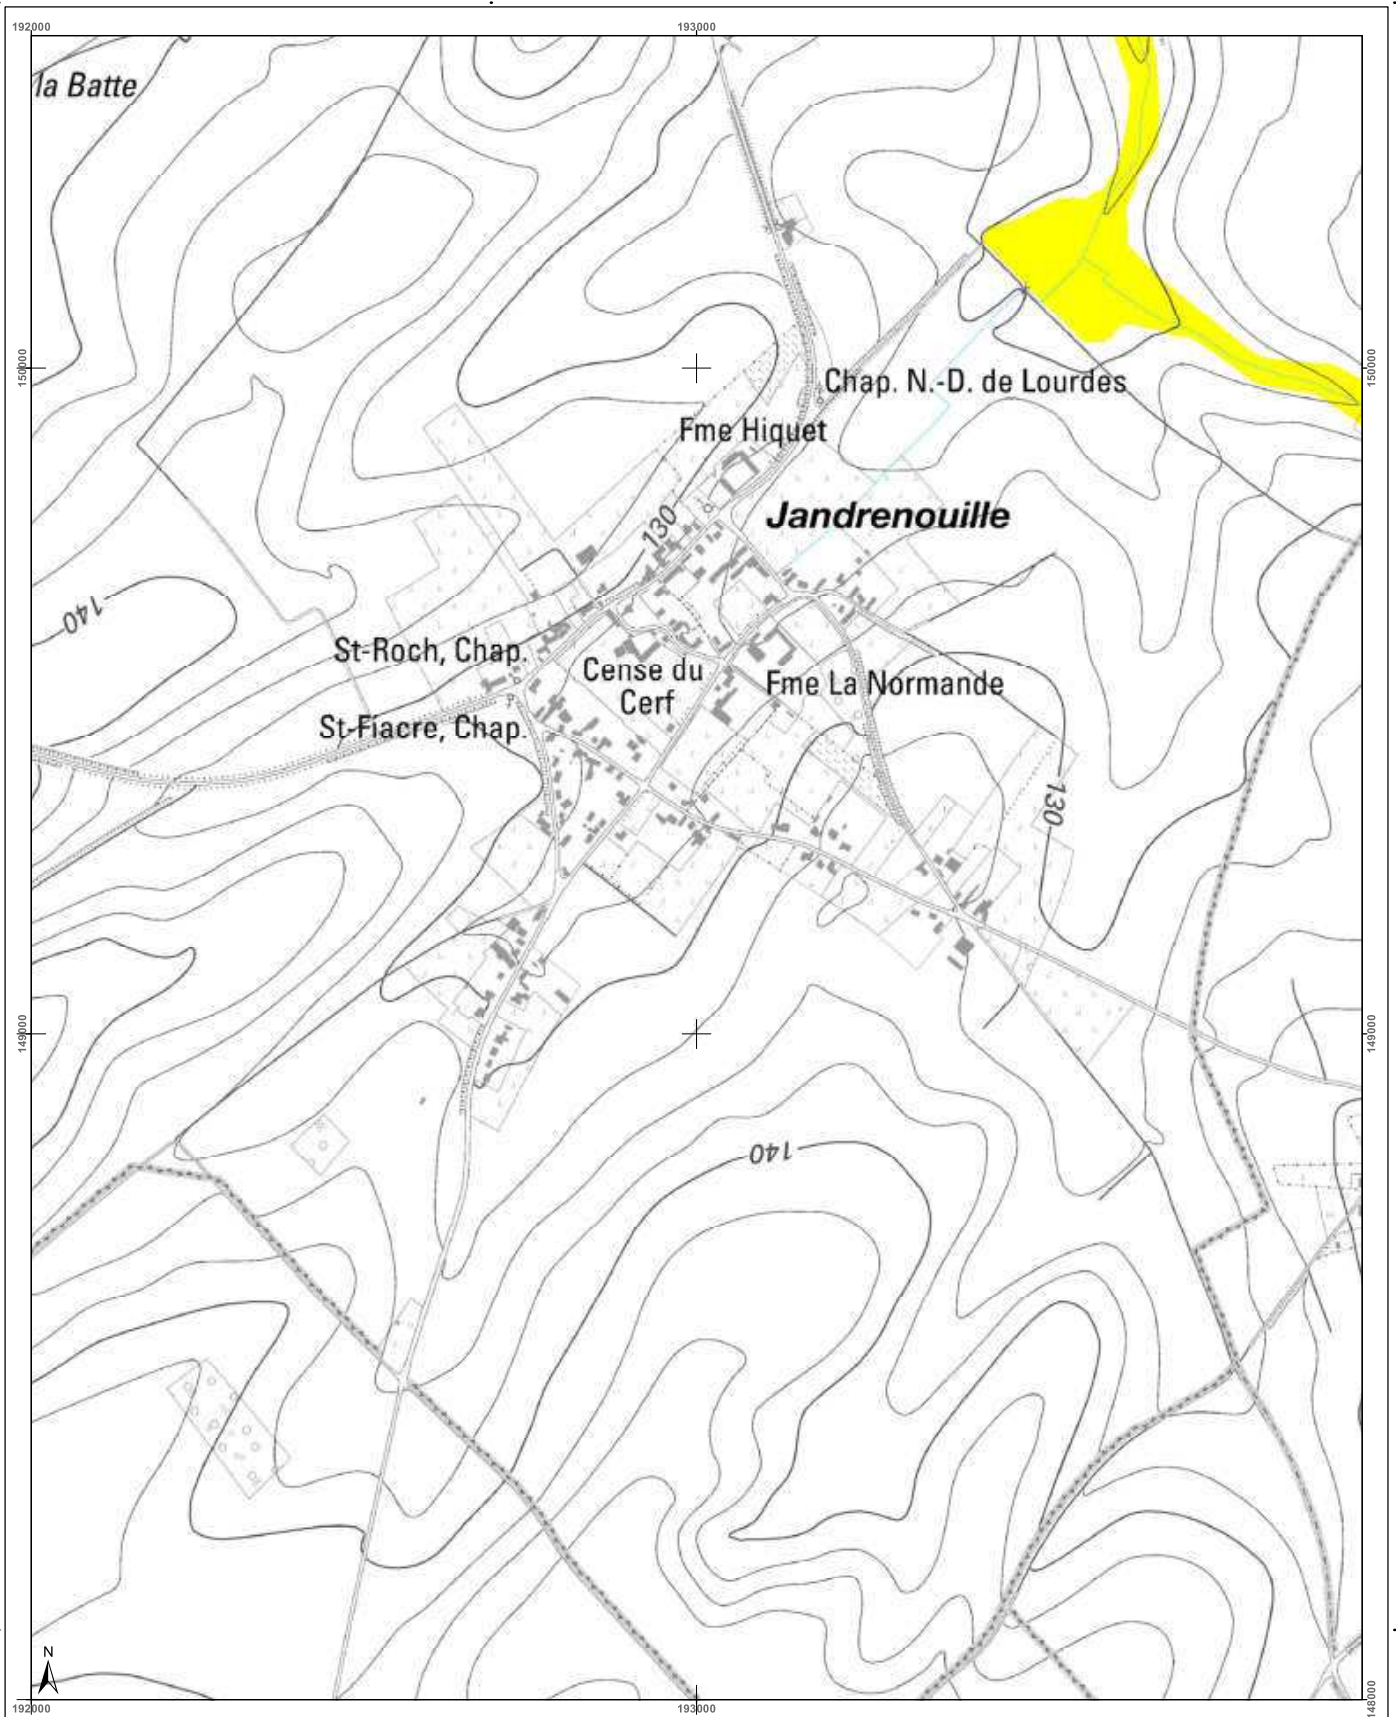 192000
193000
la Batte
150000
150000
Chap. N.-D. de Lourdes
Fme Hiquet
130
Jandrenouille
140
St-Roch, Chap.
Cense du
Cerf
Fme La Normande
St-Fiacre, Chap.
130
149000
149000
140
N
192000
193000
148000